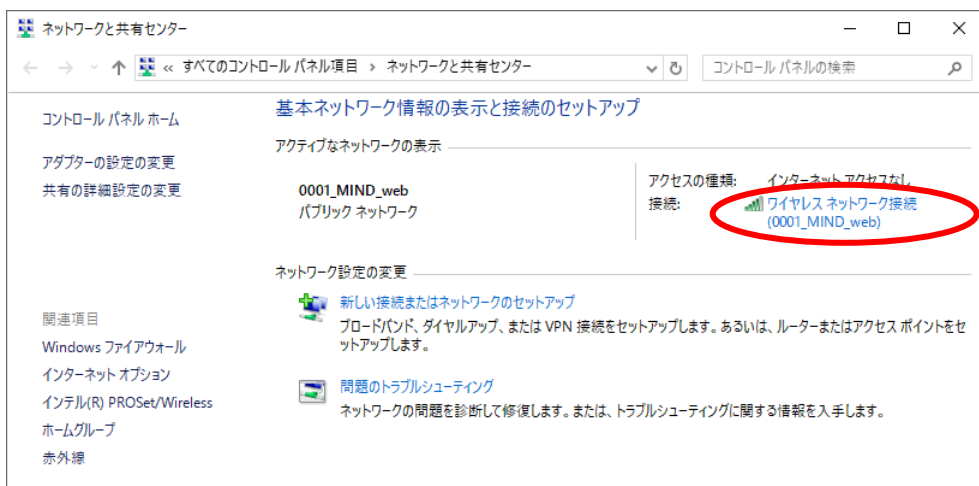 ネットワークと共有センター
« すべてのコントロール パネル項目 › ネットワークと共有センター
コントロール パネルの検索
コントロール パネル ホーム
アダプターの設定の変更
共有の詳細設定の変更
基本ネットワーク情報の表示と接続のセットアップ
アクティブなネットワークの表示
0001_MIND_web
パブリック ネットワーク
アクセスの種類: インターネット アクセスなし
接続: ワイヤレス ネットワーク接続
(0001_MIND_web)
ネットワーク設定の変更
新しい接続またはネットワークのセットアップ
ブロードバンド、ダイヤルアップ、または VPN 接続をセットアップします。あるいは、ルーターまたはアクセス ポイントをセ
ットアップします。
問題のトラブルシューティング
ネットワークの問題を診断して修復します。または、トラブルシューティングに関する情報を入手します。
関連項目
Windows ファイアウォール
インターネット オプション
インテル(R) PROSet/Wireless
ホームグループ
赤外線